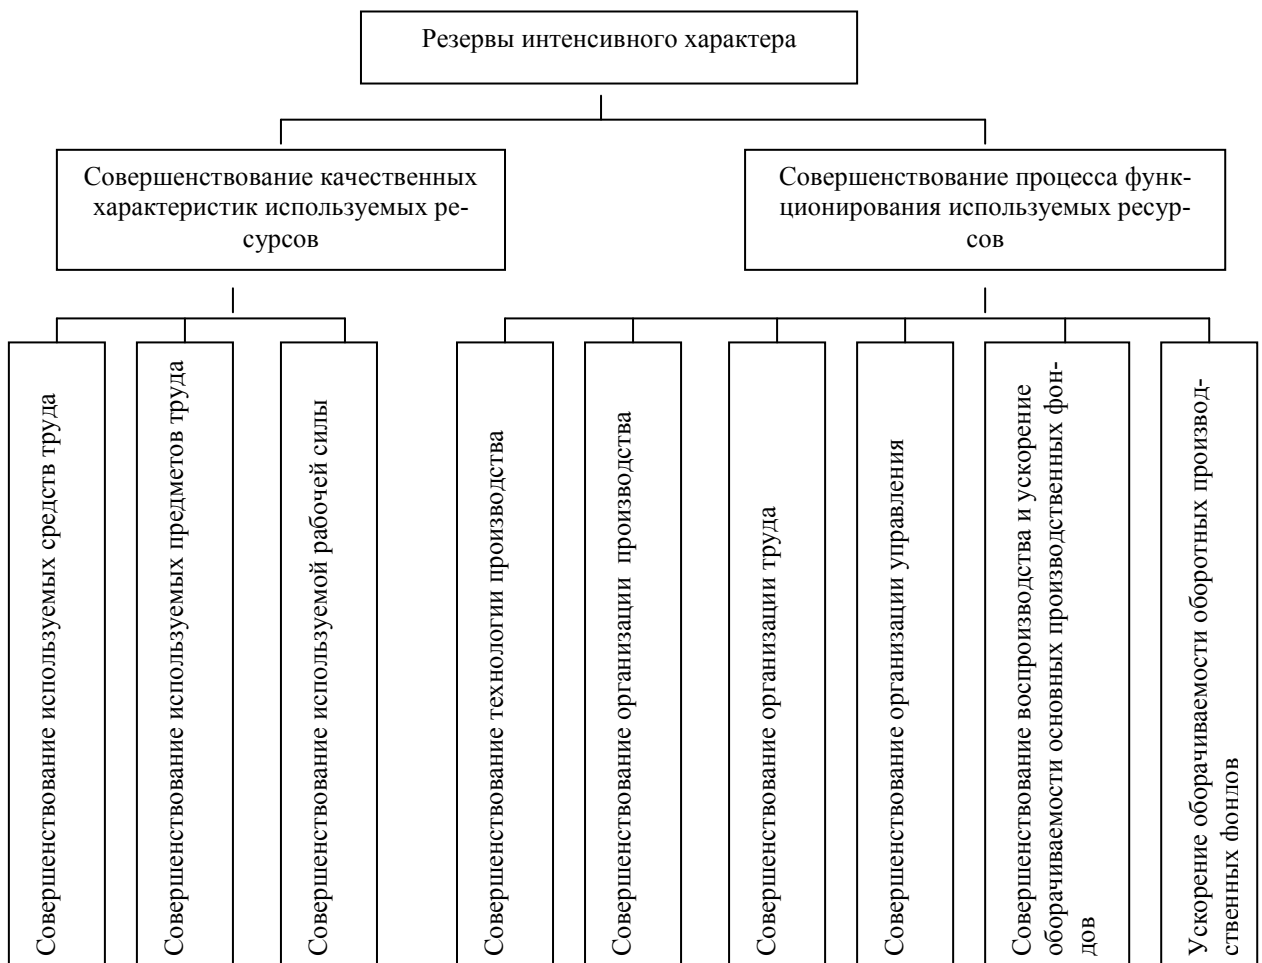 Резервы интенсивного характера
Совершенствование качественных
характеристик используемых ре-
сурсов
Совершенствование процесса функ-
ционирования используемых ресур-
сов
Совершенствование используемых средств труда
Совершенствование используемых предметов труда
Совершенствование используемой рабочей силы
Совершенствование технологии производства
Совершенствование организации производства
Совершенствование организации труда
Совершенствование организации управления
Совершенствование воспроизводства и ускорение
оборачиваемости основных производственных фон-
дов
Ускорение оборачиваемости оборотных производ-
ственных фондов